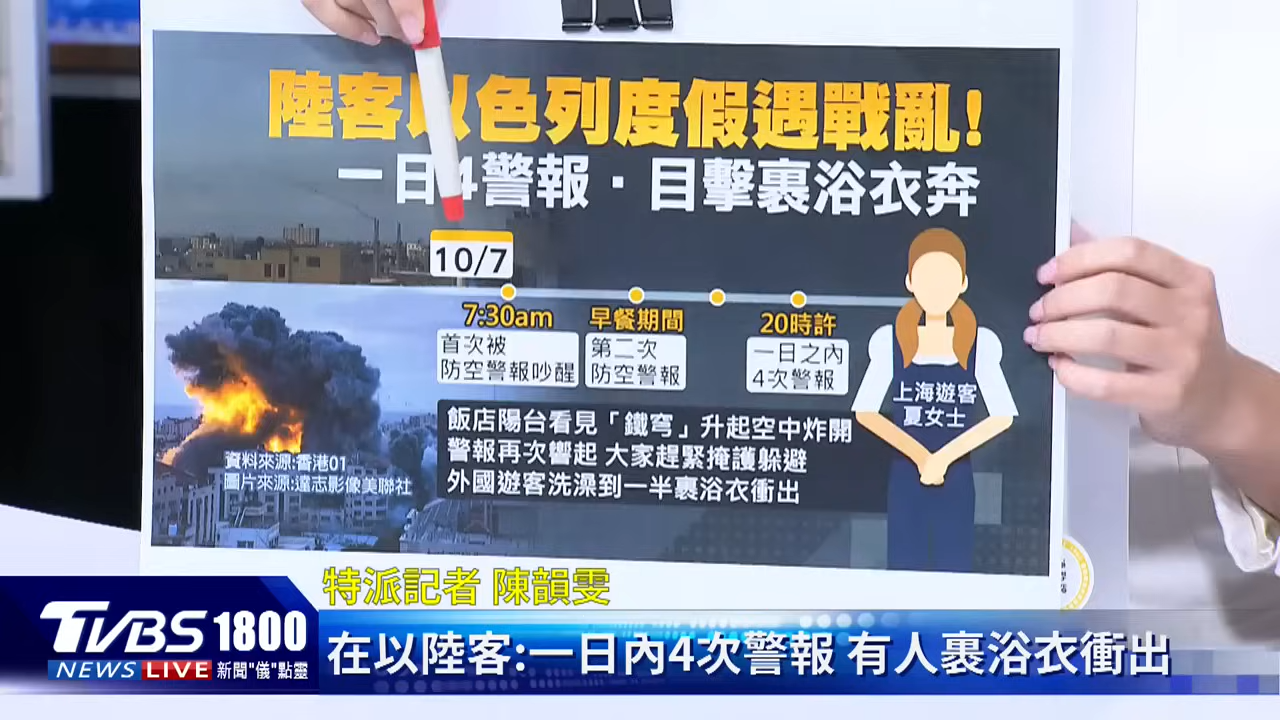 陸客以色列度假遇戰亂!
一日4警報·目擊裹浴衣奔
10/7
7:30am
首次被
防空警報吵醒
早餐期間
第二次
防空警報
20時許
一日之內
4次警報
上海遊客
夏女士
飯店陽台看見「鐵穹」升起空中炸開
警報再次響起 大家趕緊掩護躲避
外國遊客洗澡到一半裹浴衣衝出
資料來源:香港01
圖片來源:達志影像美聯社
特派記者 陳韻雯
TVBS 1800
NEWS LIVE 新聞"儀"點靈
在以陸客:一日內4次警報 有人裹浴衣衝出